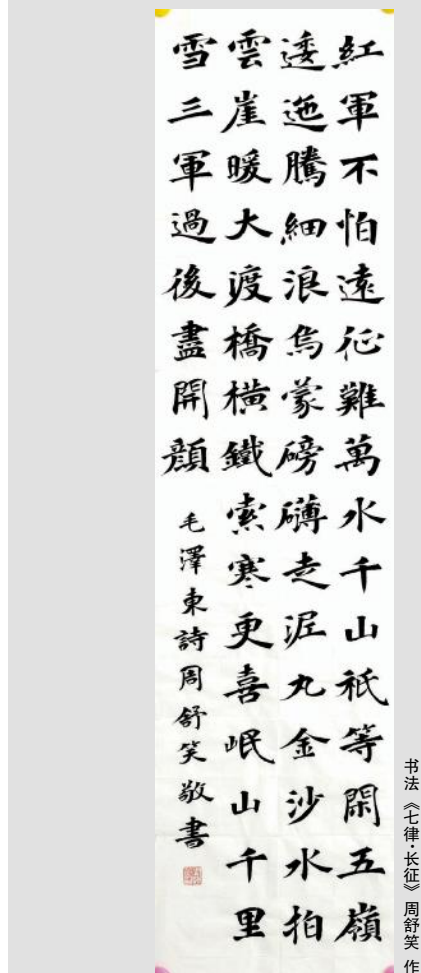 紅軍不怕遠征難萬水千山祇等閑五嶺
逶迤騰細浪烏蒙磅礴走泥丸金沙水拍
雲崖暖大渡橋橫鐵索寒更喜岷山千里
雪三軍過後盡開顔
毛澤東詩周舒笑敬書
书法《七律·长征》周舒笑 作